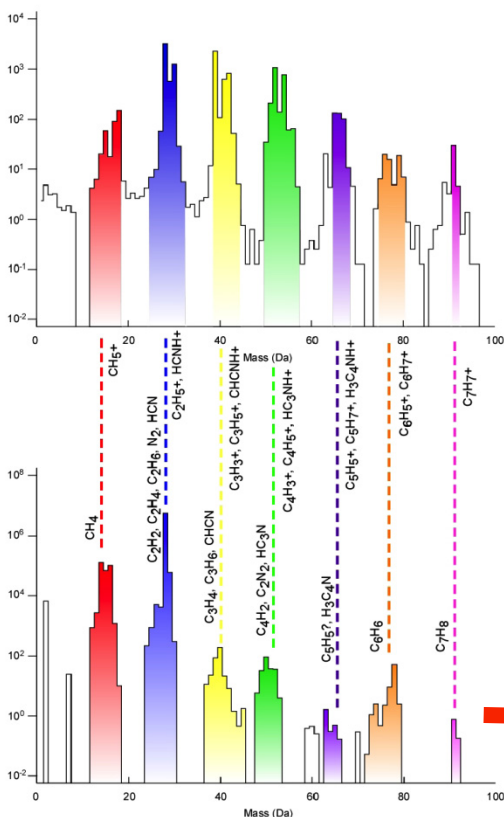 10⁴
10³
10²
10¹
10⁰
10⁻¹
10⁻²
0
20
40
60
80
100
Mass (Da)
Mass (Da)
CH₅+
C₂H₅+, HCNH+
C₃H₃+, C₃H₅+, CHCNH+
C₄H₃+, C₄H₅+, HC₃NH+
C₅H₅+, C₅H₇+, H₃C₄NH+
C₆H₅+, C₆H₇+
C₇H₇+
CH₄
C₂H₂, C₂H₄, C₂H₆, N₂, HCN
C₃H₄, C₃H₆, CHCN
C₄H₂, C₂N₂, HC₃N
C₅H₅?, H₃C₄N
C₆H₆
C₇H₈
10⁸
10⁶
10⁴
10²
10⁰
10⁻²
0
20
40
60
80
100
Mass (Da)